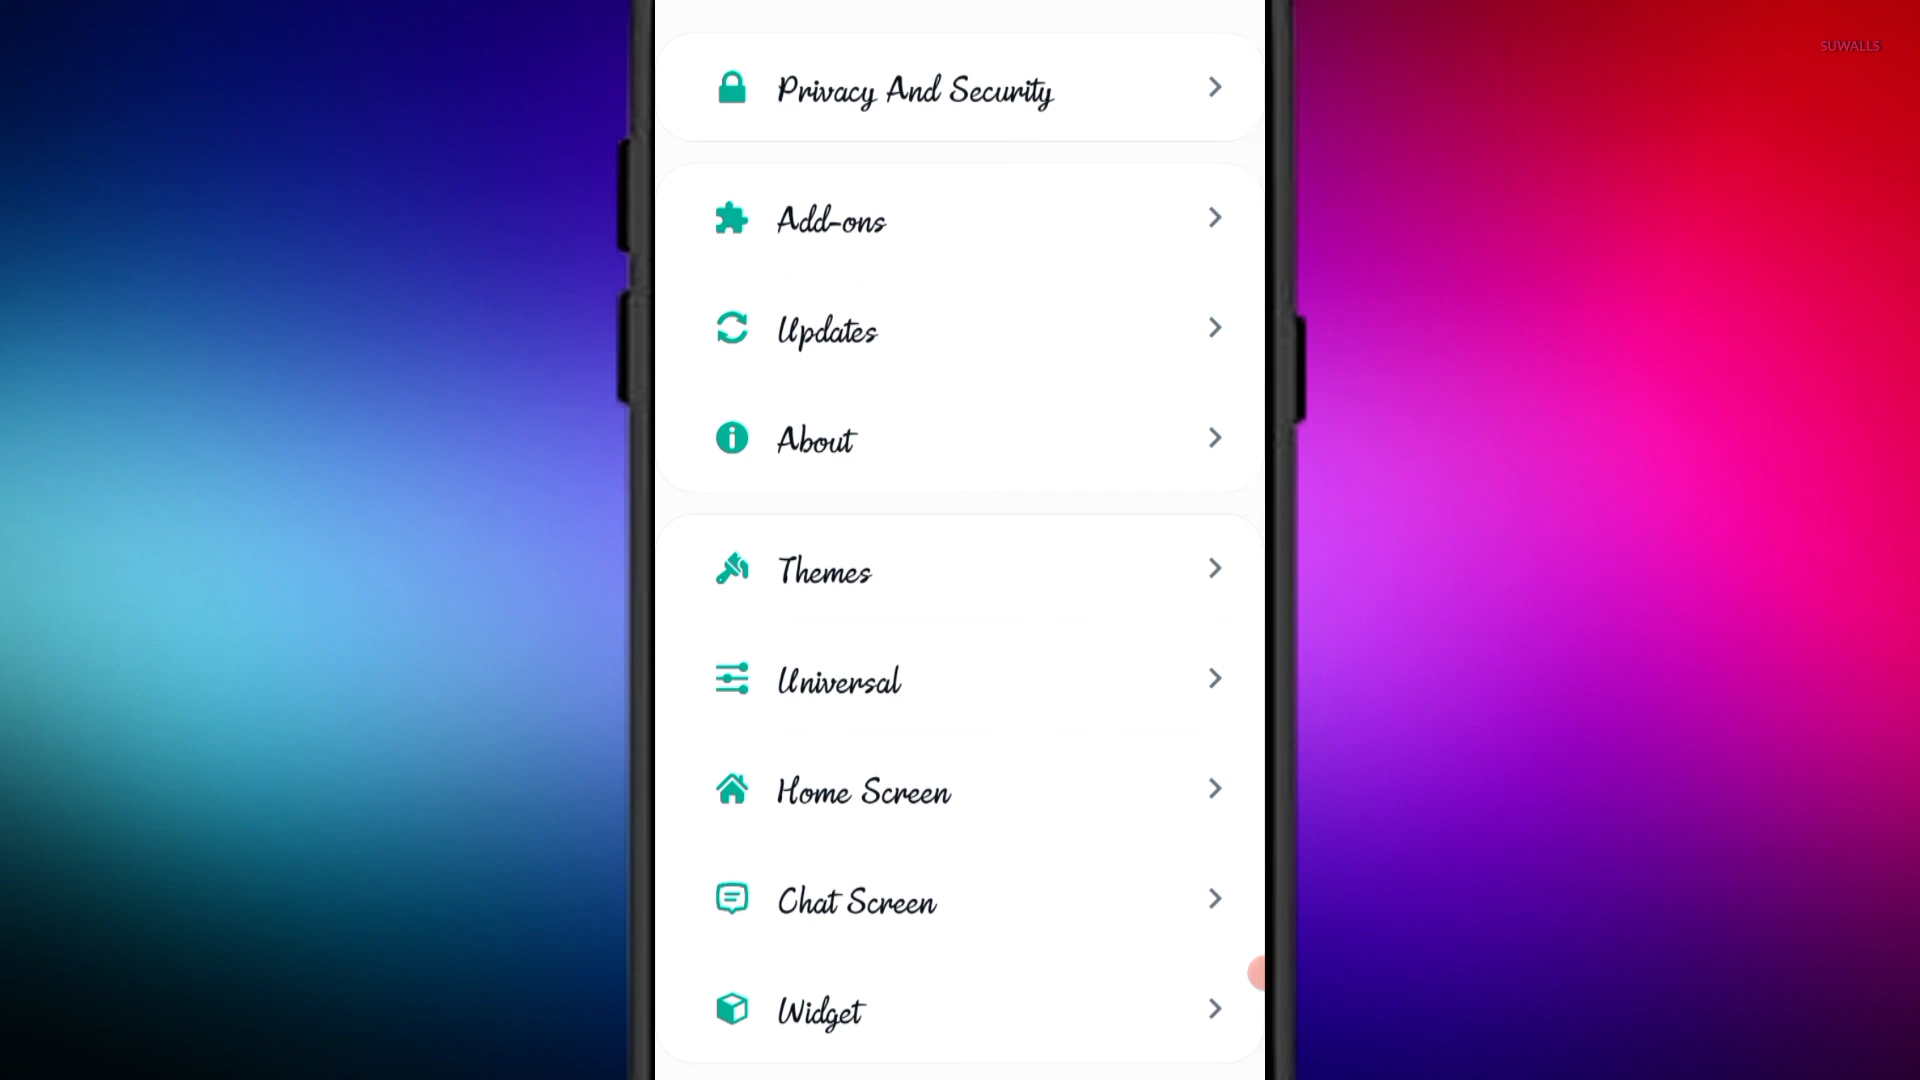 SUWALLS
Privacy And Security
Add-ons
Updates
About
Themes
Universal
Home Screen
Chat Screen
Widget